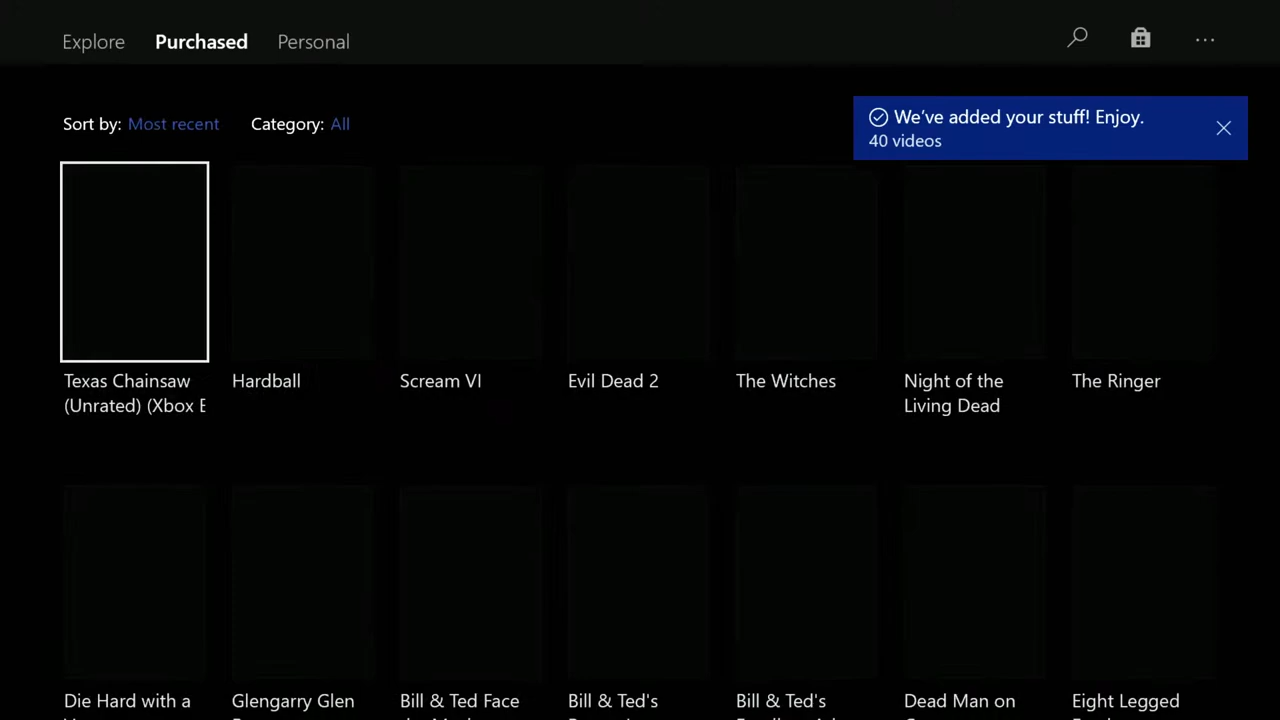 Explore Purchased Personal
Sort by: Most recent Category: All
We've added your stuff! Enjoy.
40 videos
Texas Chainsaw
(Unrated) (Xbox E
Hardball
Scream VI
Evil Dead 2
The Witches
Night of the
Living Dead
The Ringer
Die Hard with a
Glengarry Glen
Bill & Ted Face
Bill & Ted's
Bill & Ted's
Dead Man on
Eight Legged